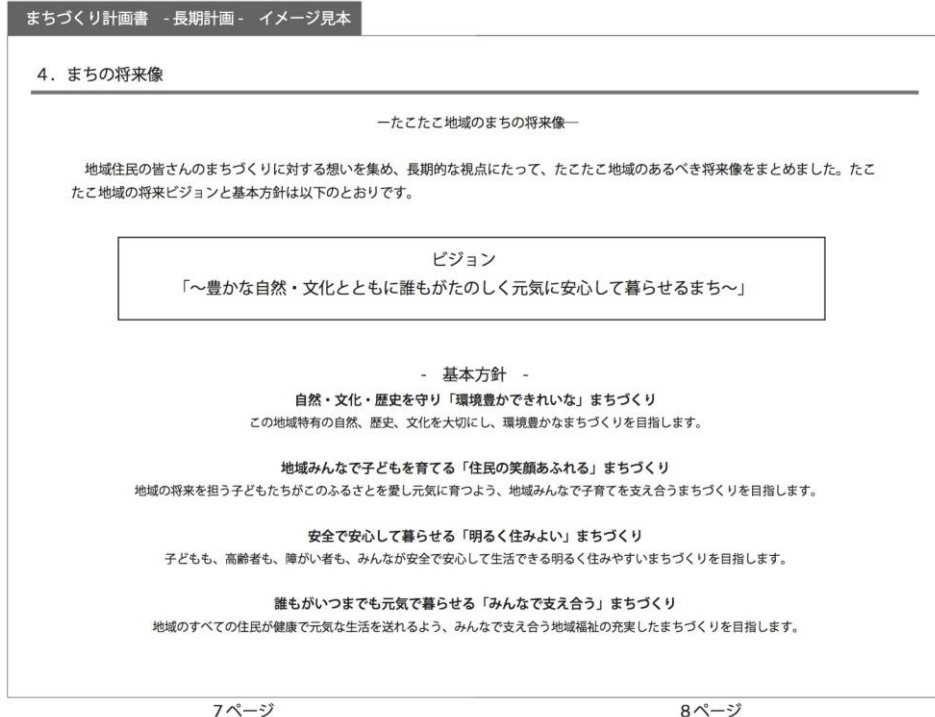 まちづくり計画書　- 長期計画 -　イメージ見本
4．まちの将来像
ーたこたこ地域のまちの将来像―
地域住民の皆さんのまちづくりに対する想いを集め、長期的な視点にたって、たこたこ地域のあるべき将来像をまとめました。たこ
たこ地域の将来ビジョンと基本方針は以下のとおりです。
ビジョン
「～豊かな自然・文化とともに誰もがたのしく元気に安心して暮らせるまち～」
-　基本方針　-
自然・文化・歴史を守り「環境豊かできれいな」まちづくり
この地域特有の自然、歴史、文化を大切にし、環境豊かなまちづくりを目指します。
地域みんなで子どもを育てる「住民の笑顔あふれる」まちづくり
地域の将来を担う子どもたちがこのふるさとを愛し元気に育つよう、地域みんなで子育てを支え合うまちづくりを目指します。
安全で安心して暮らせる「明るく住みよい」まちづくり
子どもも、高齢者も、障がい者も、みんなが安全で安心して生活できる明るく住みやすいまちづくりを目指します。
誰もがいつまでも元気で暮らせる「みんなで支え合う」まちづくり
地域のすべての住民が健康で元気な生活を送れるよう、みんなで支え合う地域福祉の充実したまちづくりを目指します。
7ページ
8ページ